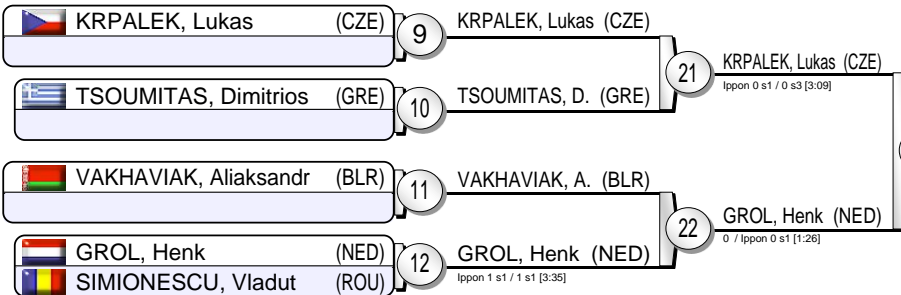 KRPALEK, Lukas (CZE)
9
KRPALEK, Lukas (CZE)
21
KRPALEK, Lukas (CZE)
Ippon 0 s1 / 0 s3 [3:09]
TSOUMITAS, Dimitrios (GRE)
10
TSOUMITAS, D. (GRE)
VAKHAVIAK, Aliaksandr (BLR)
11
VAKHAVIAK, A. (BLR)
22
GROL, Henk (NED)
0 / Ippon 0 s1 [1:26]
GROL, Henk (NED)
12
GROL, Henk (NED)
Ippon 1 s1 / 1 s1 [3:35]
SIMIONESCU, Vladut (ROU)